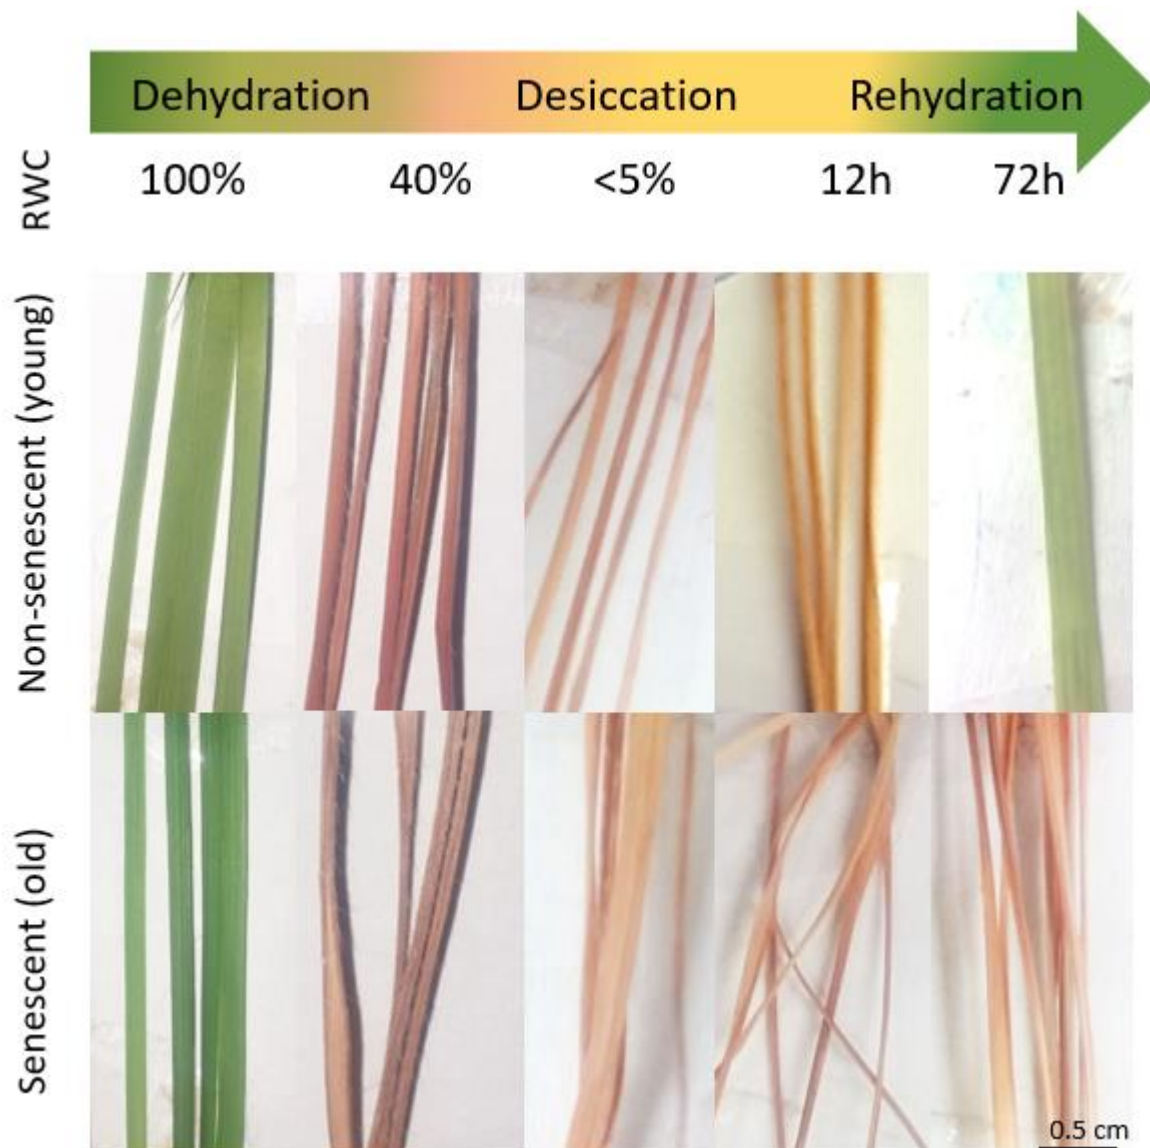 Dehydration Desiccation Rehydration
RWC 100% 40% <5% 12h 72h
Non-senescent (young)
Senescent (old)
0.5 cm